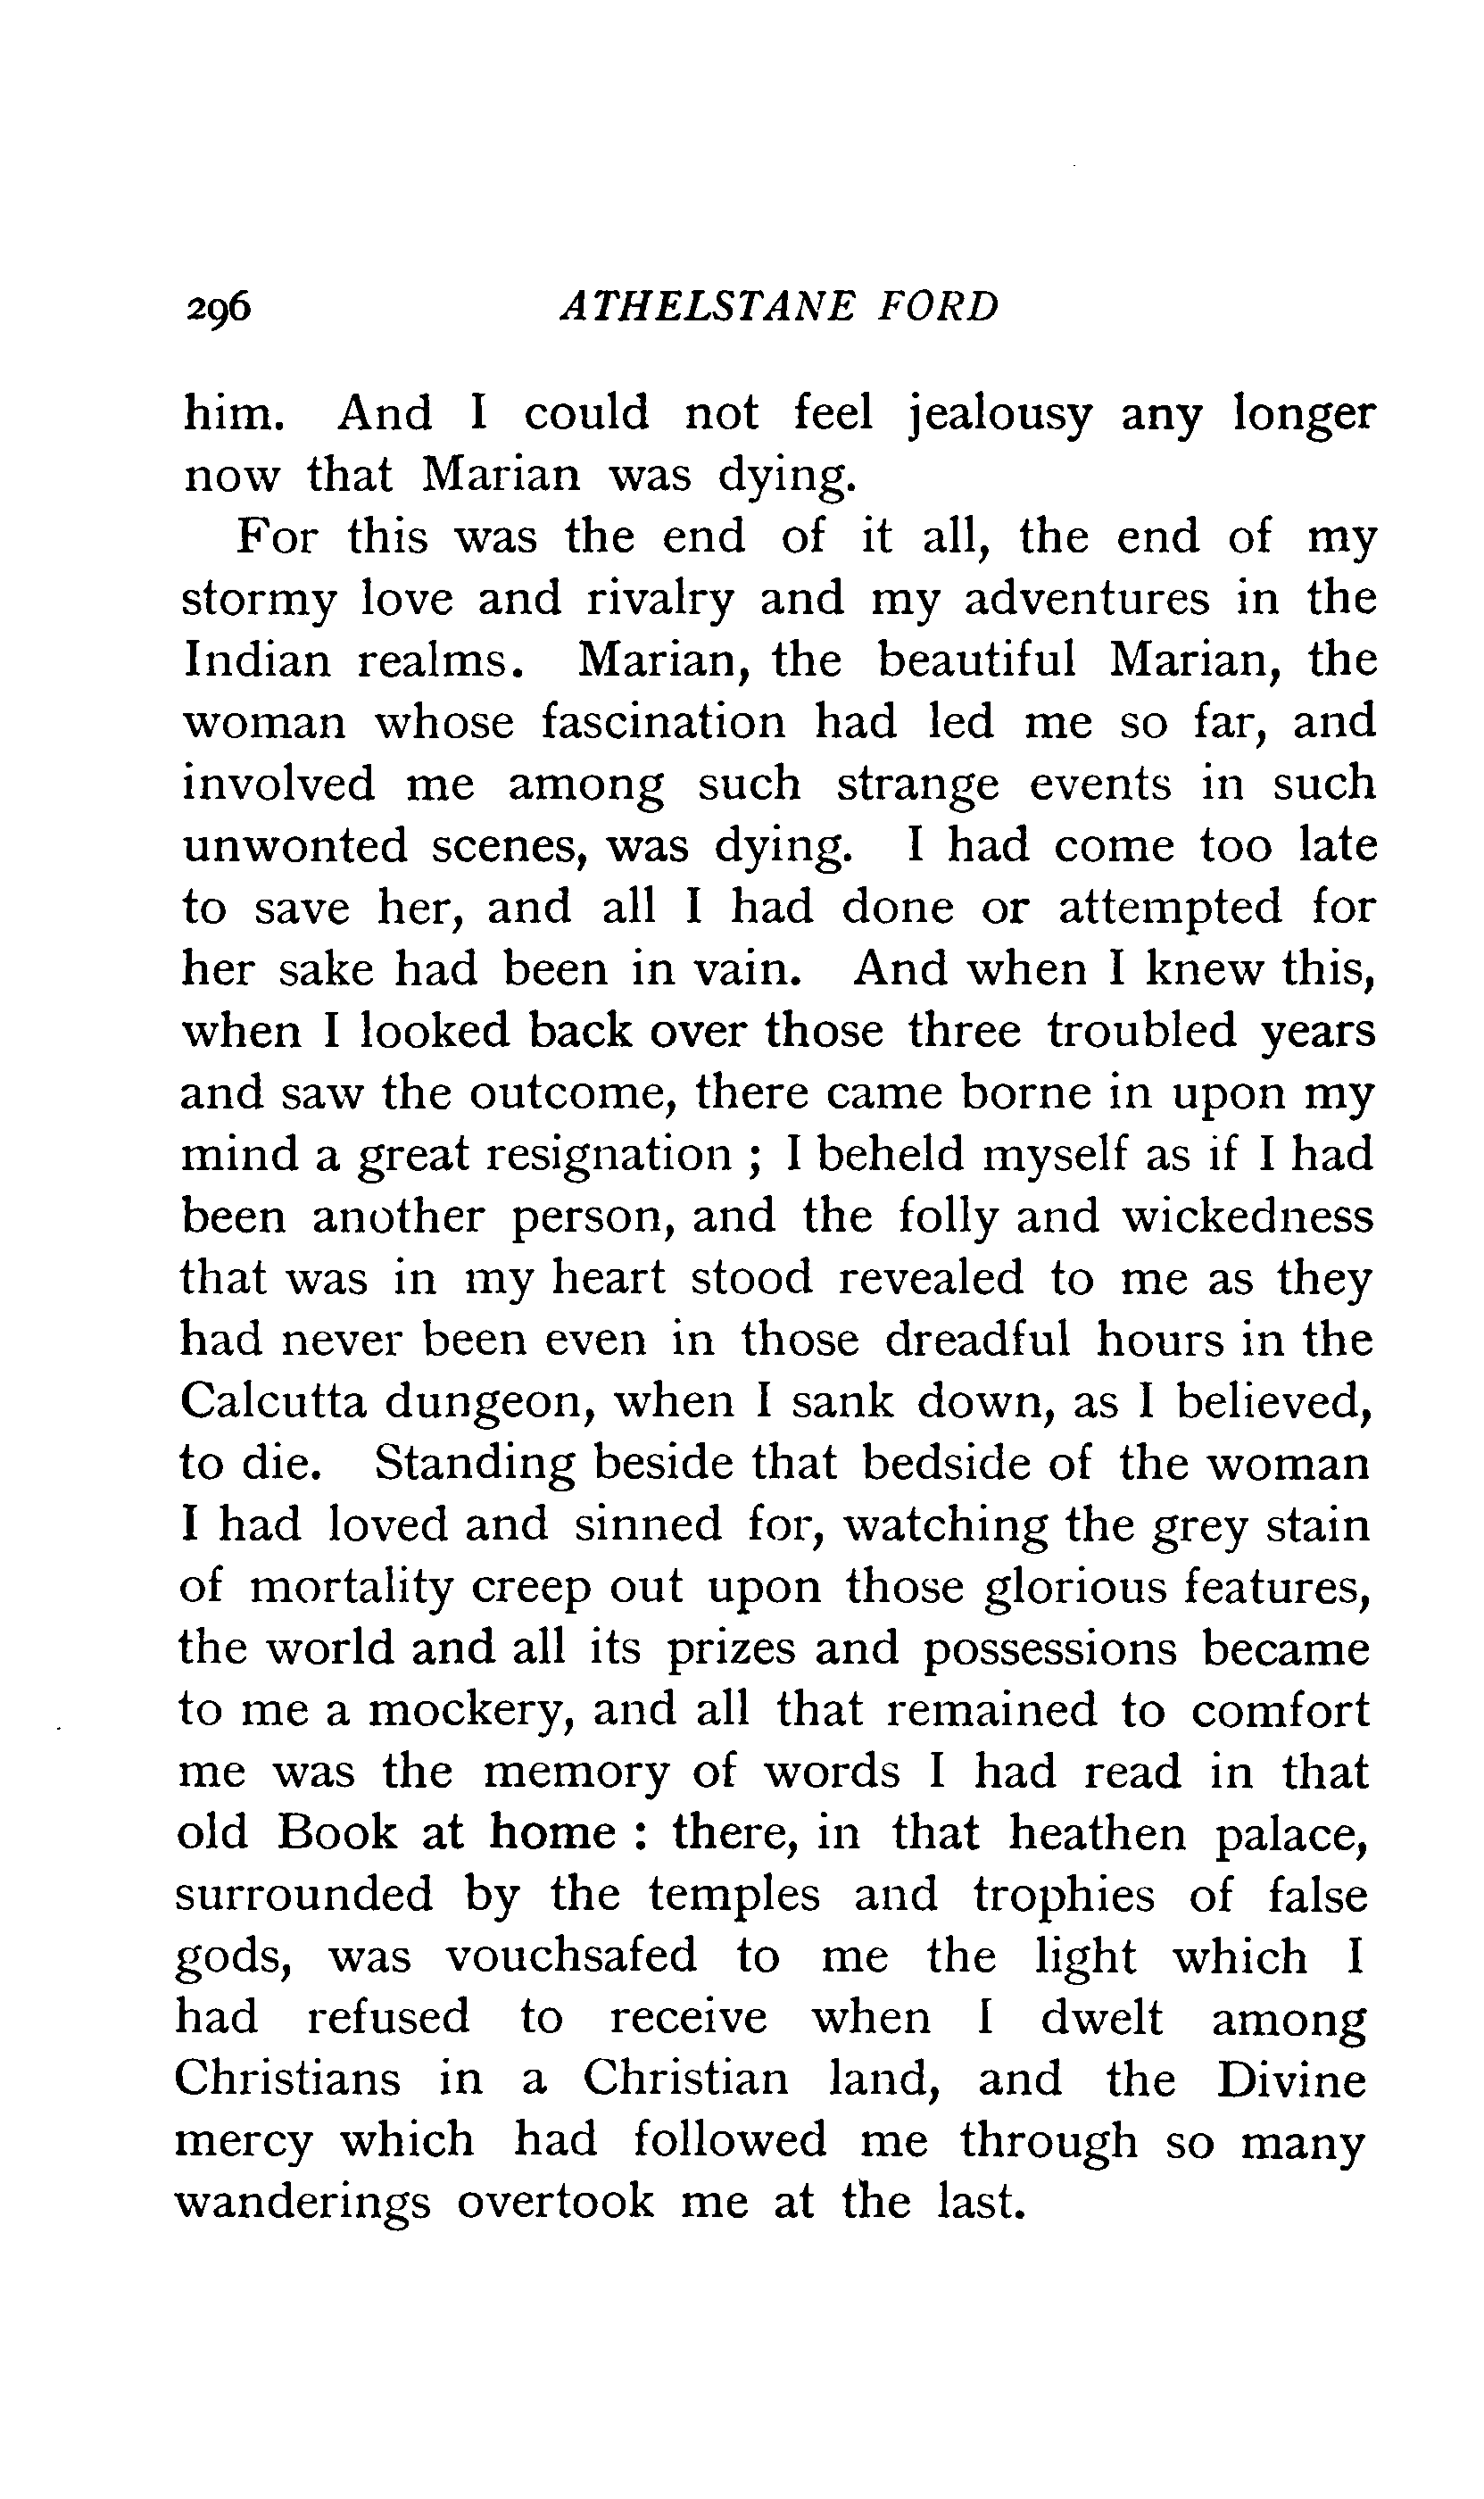 296 ATHELSTANE FORD
him. And I could not feel jealousy any longer
now that Marian was dying.
For this was the end of it all, the end of my
stormy love and rivalry and my adventures in the
Indian realms. Marian, the beautiful Marian, the
woman whose fascination had led me so far, and
involved me among such strange events in such
unwonted scenes, was dying. I had come too late
to save her, and all I had done or attempted for
her sake had been in vain. And when I knew this,
when I looked back over those three troubled years
and saw the outcome, there came borne in upon my
mind a great resignation ; I beheld myself as if I had
been another person, and the folly and wickedness
that was in my heart stood revealed to me as they
had never been even in those dreadful hours in the
Calcutta dungeon, when I sank down, as I believed,
to die. Standing beside that bedside of the woman
I had loved and sinned for, watching the grey stain
of mortality creep out upon those glorious features,
the world and all its prizes and possessions became
to me a mockery, and all that remained to comfort
me was the memory of words I had read in that
old Book at home : there, in that heathen palace,
surrounded by the temples and trophies of false
gods, was vouchsafed to me the light which I
had refused to receive when I dwelt among
Christians in a Christian land, and the Divine
mercy which had followed me through so many
wanderings overtook me at the last.